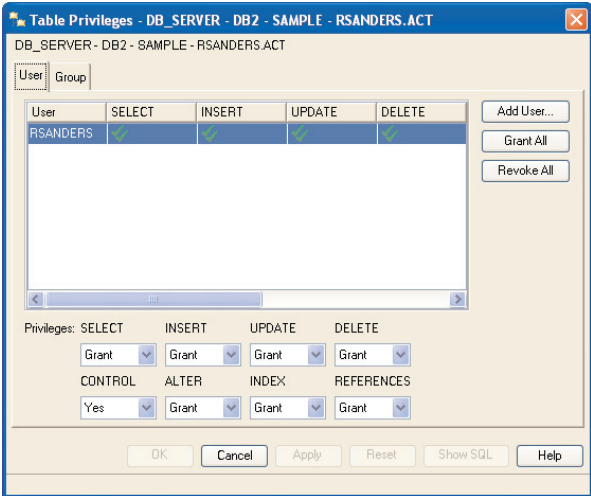 Table Privileges - DB_SERVER - DB2 - SAMPLE - RSANDERS.ACT
DB_SERVER - DB2 - SAMPLE - RSANDERS.ACT
User Group
User SELECT INSERT UPDATE DELETE
RSANDERS
Add User...
Grant All
Revoke All
Privileges: SELECT INSERT UPDATE DELETE
Grant Grant Grant Grant
CONTROL ALTER INDEX REFERENCES
Yes Grant Grant Grant
OK Cancel Apply Reset Show SQL Help